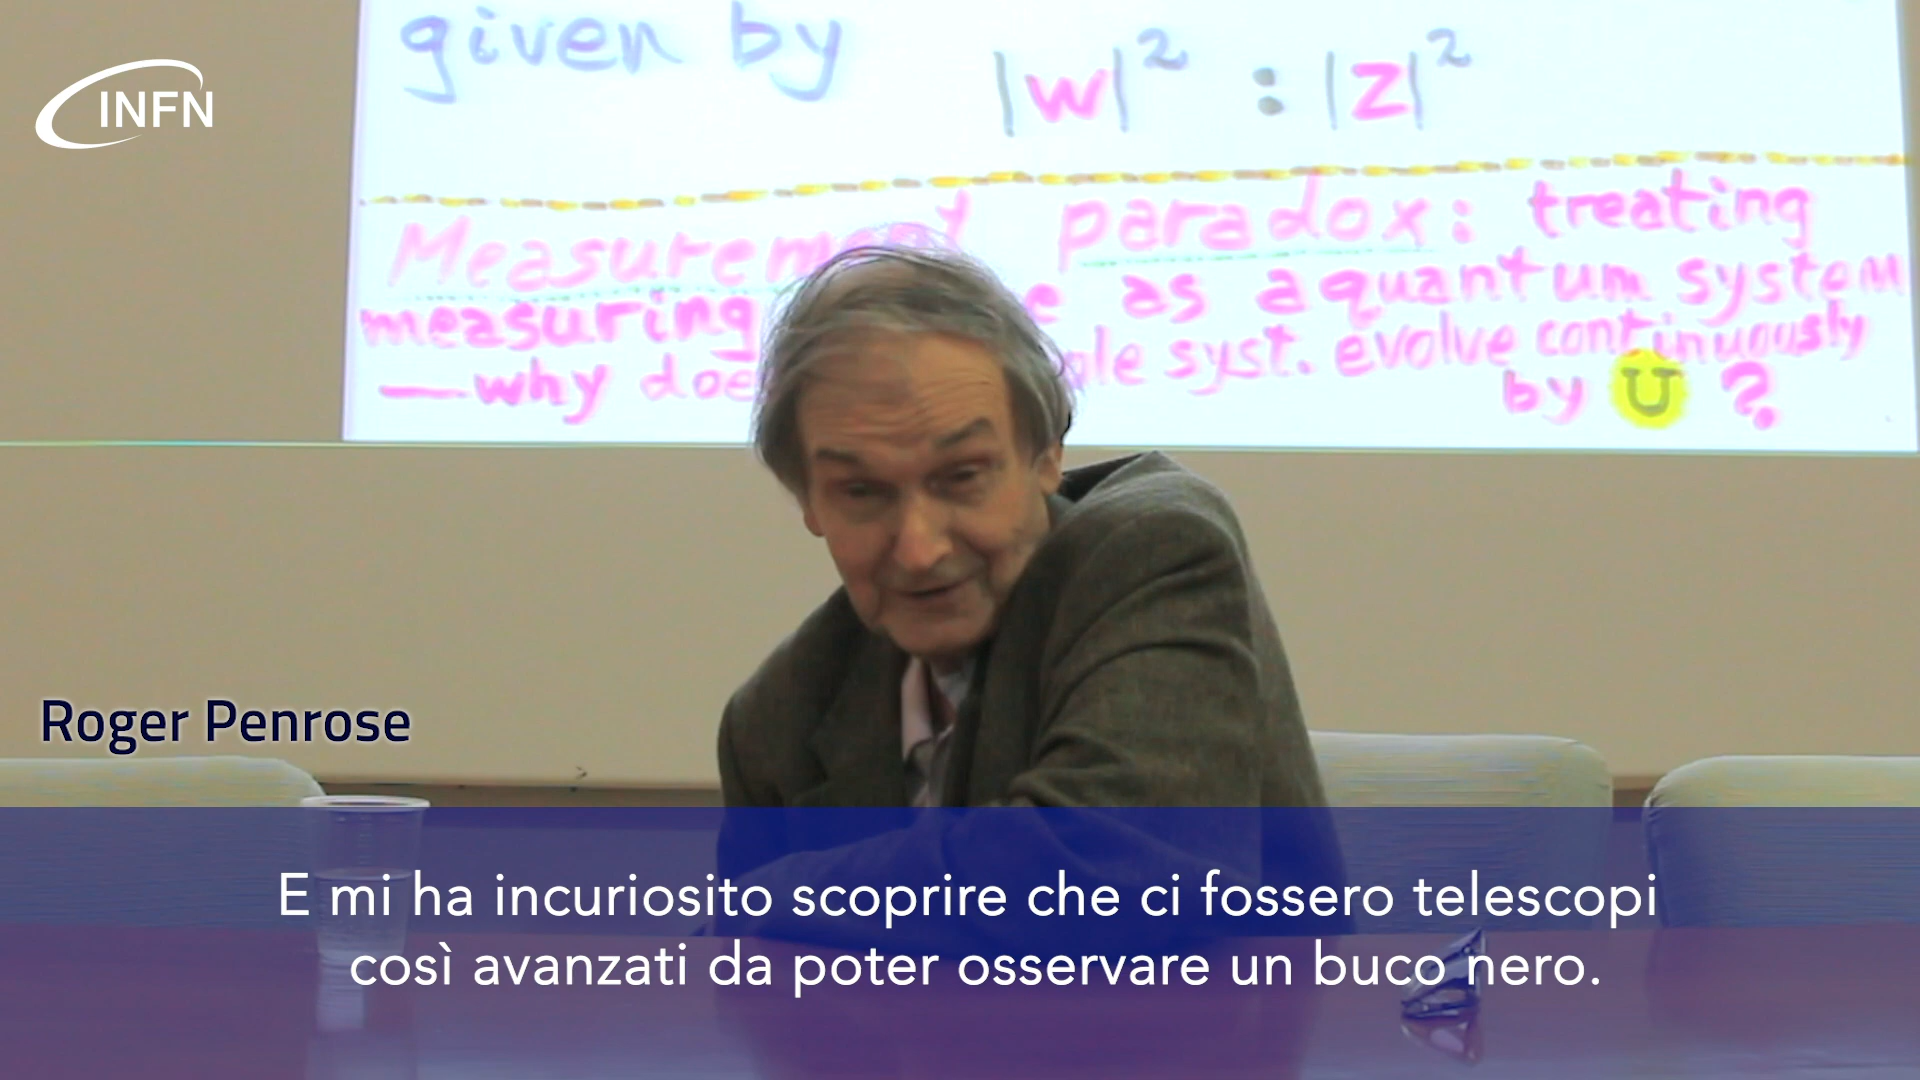 given by
|w|² : |z|²
INFN
Measurement paradox: treating
measuring as a quantum system
—why syst. evolve continuously
by U ?
Roger Penrose
E mi ha incuriosito scoprire che ci fossero telescopi
così avanzati da poter osservare un buco nero.